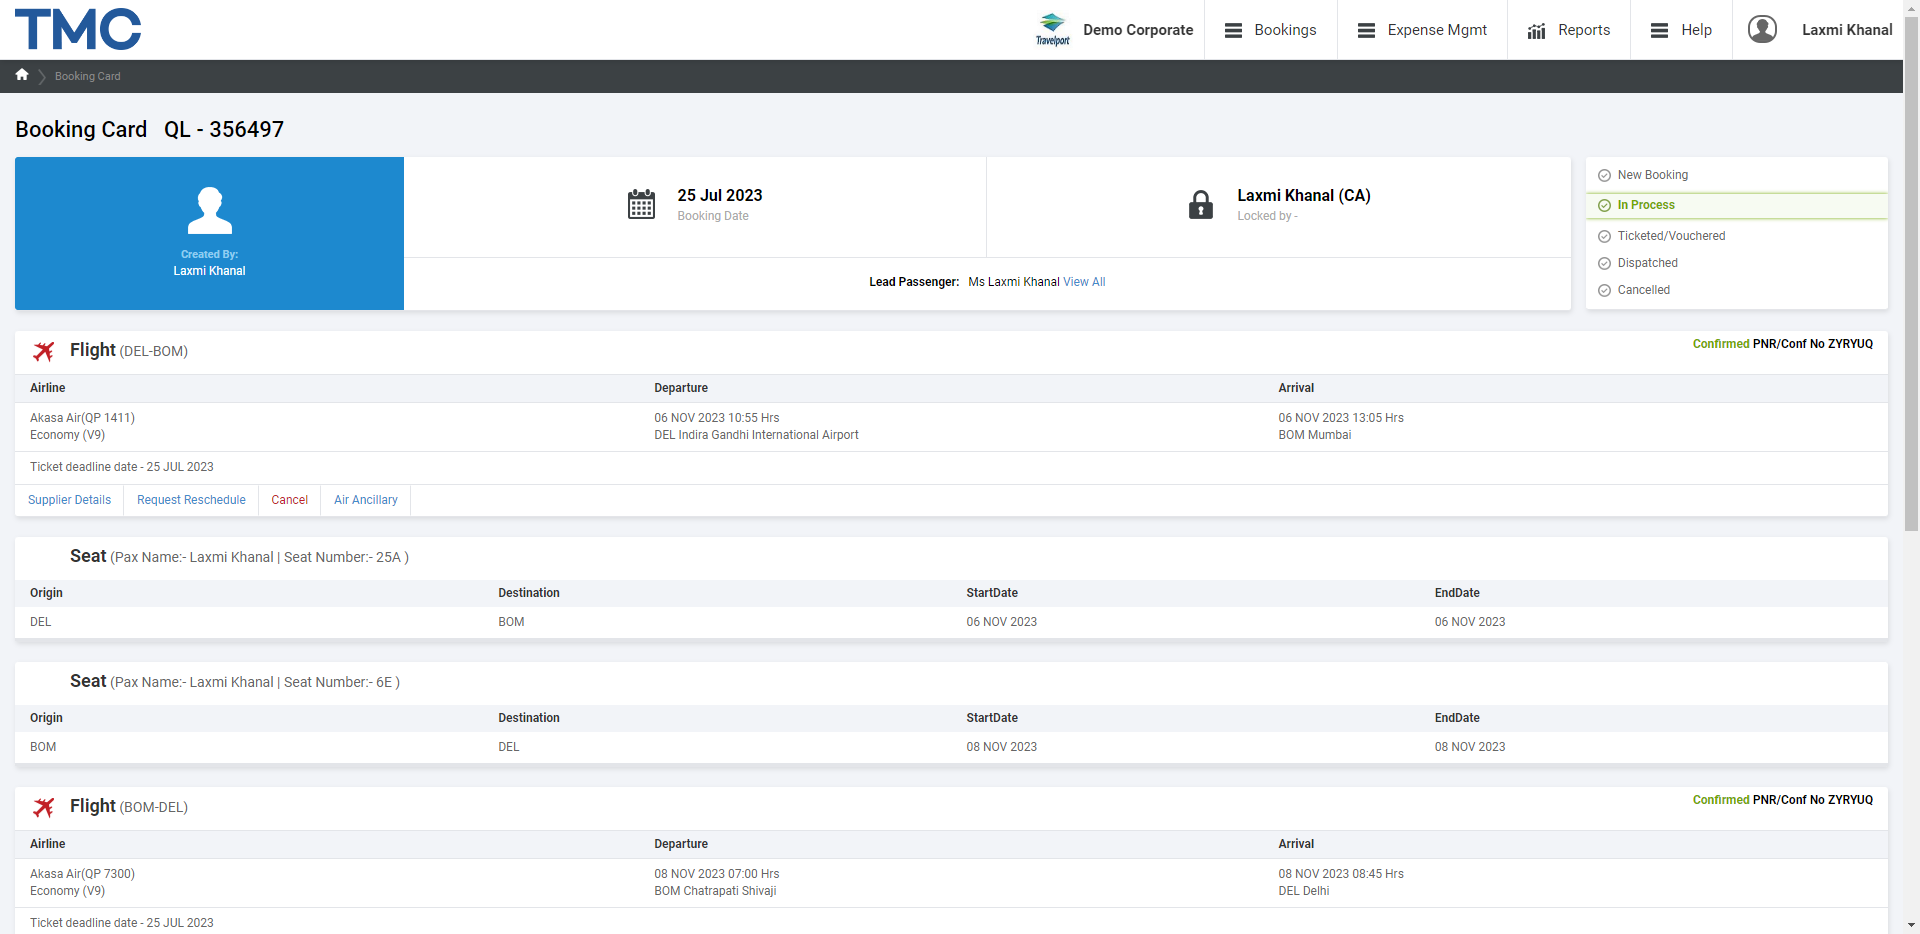 TMC
Travelport
Demo Corporate
Bookings
Expense Mgmt
Reports
Help
Laxmi Khanal
Booking Card
Booking Card QL - 356497
Created By:
Laxmi Khanal
25 Jul 2023
Booking Date
Laxmi Khanal (CA)
Locked by -
Lead Passenger: Ms Laxmi Khanal View All
New Booking
In Process
Ticketed/Vouchered
Dispatched
Cancelled
Flight (DEL-BOM)
Confirmed PNR/Conf No ZYRYUQ
Airline Departure Arrival
Akasa Air(QP 1411) 06 NOV 2023 10:55 Hrs 06 NOV 2023 13:05 Hrs
Economy (V9) DEL Indira Gandhi International Airport BOM Mumbai
Ticket deadline date - 25 JUL 2023
Supplier Details Request Reschedule Cancel Air Ancillary
Seat (Pax Name:- Laxmi Khanal | Seat Number:- 25A )
Origin Destination StartDate EndDate
DEL BOM 06 NOV 2023 06 NOV 2023
Seat (Pax Name:- Laxmi Khanal | Seat Number:- 6E )
Origin Destination StartDate EndDate
BOM DEL 08 NOV 2023 08 NOV 2023
Flight (BOM-DEL)
Confirmed PNR/Conf No ZYRYUQ
Airline Departure Arrival
Akasa Air(QP 7300) 08 NOV 2023 07:00 Hrs 08 NOV 2023 08:45 Hrs
Economy (V9) BOM Chatrapati Shivaji DEL Delhi
Ticket deadline date - 25 JUL 2023